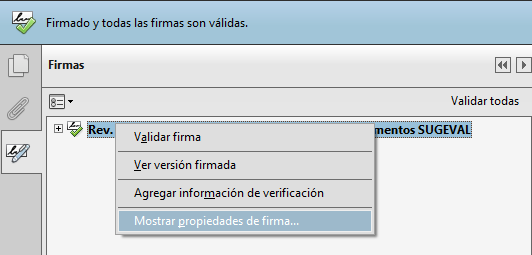 Firmado y todas las firmas son válidas.
Firmas
Validar todas
Rev. mentos SUGEVAL
Validar firma
Ver versión firmada
Agregar información de verificación
Mostrar propiedades de firma...